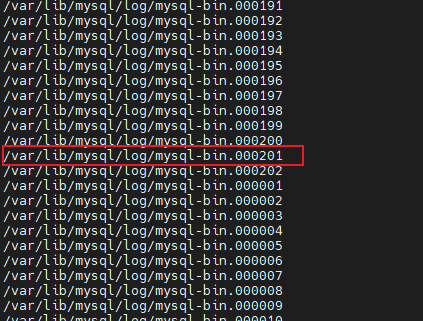 /var/lib/mysql/log/mysql-bin.000191
/var/lib/mysql/log/mysql-bin.000192
/var/lib/mysql/log/mysql-bin.000193
/var/lib/mysql/log/mysql-bin.000194
/var/lib/mysql/log/mysql-bin.000195
/var/lib/mysql/log/mysql-bin.000196
/var/lib/mysql/log/mysql-bin.000197
/var/lib/mysql/log/mysql-bin.000198
/var/lib/mysql/log/mysql-bin.000199
/var/lib/mysql/log/mysql-bin.000200
/var/lib/mysql/log/mysql-bin.000201
/var/lib/mysql/log/mysql-bin.000202
/var/lib/mysql/log/mysql-bin.000001
/var/lib/mysql/log/mysql-bin.000002
/var/lib/mysql/log/mysql-bin.000003
/var/lib/mysql/log/mysql-bin.000004
/var/lib/mysql/log/mysql-bin.000005
/var/lib/mysql/log/mysql-bin.000006
/var/lib/mysql/log/mysql-bin.000007
/var/lib/mysql/log/mysql-bin.000008
/var/lib/mysql/log/mysql-bin.000009
/var/lib/mysql/log/mysql-bin.000010